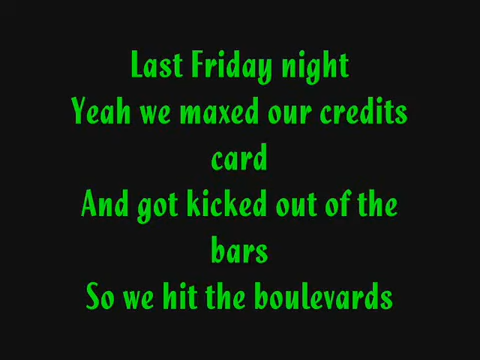 Last Friday night
Yeah we maxed our credits
card
And got kicked out of the
bars
So we hit the boulevards